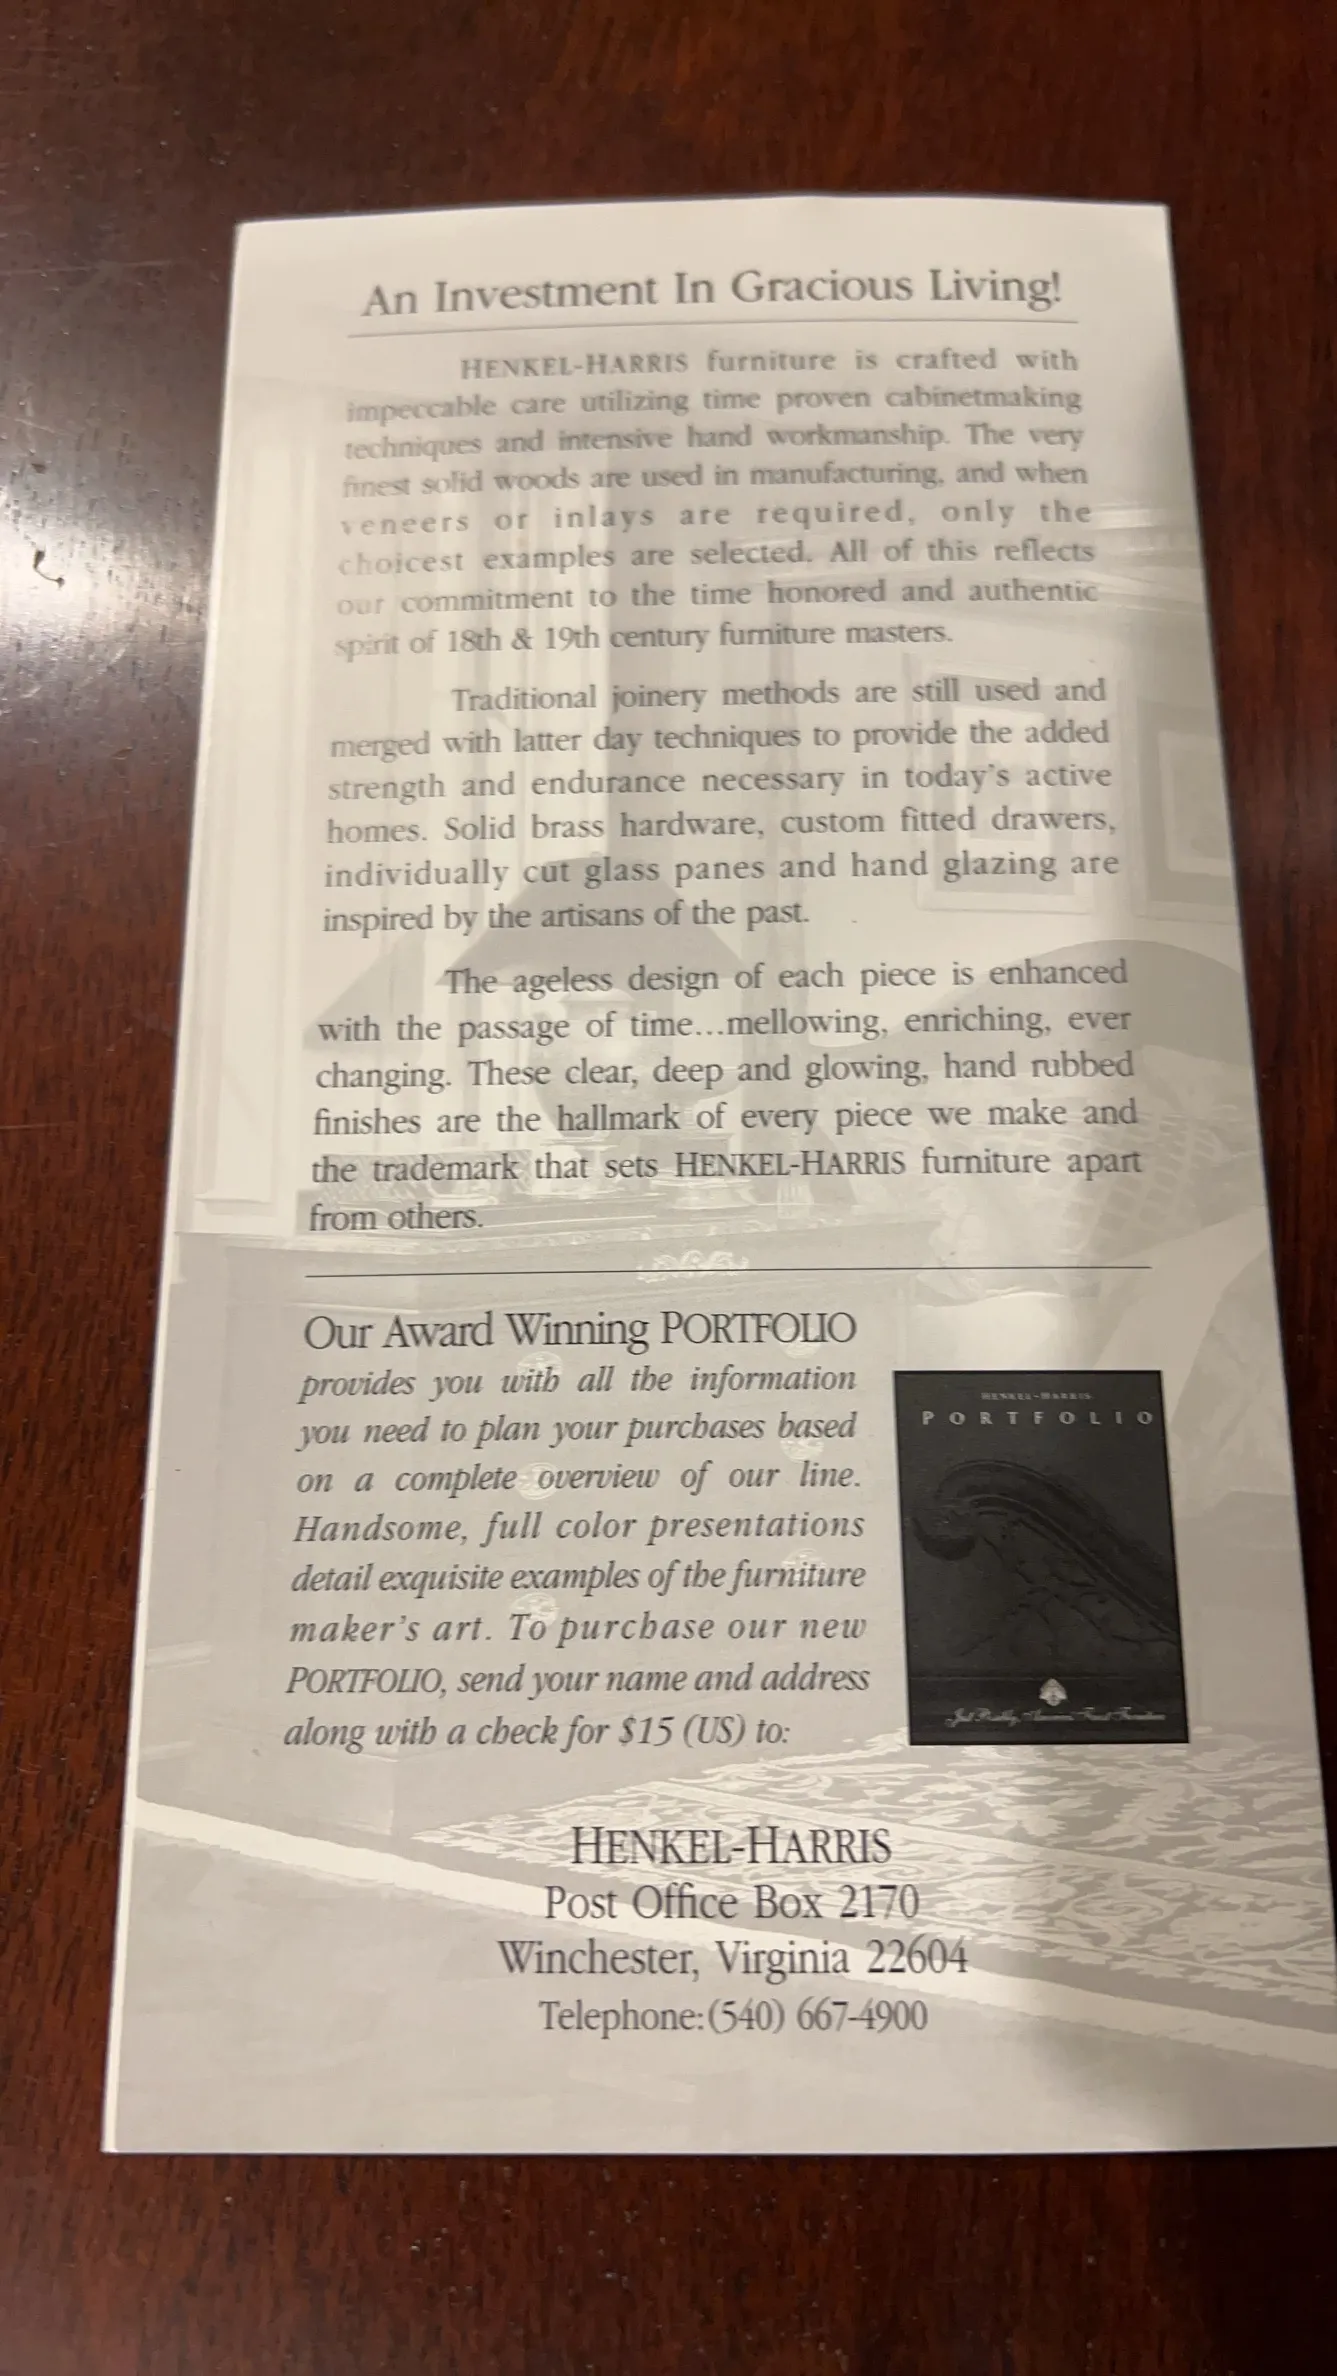 An Investment In Gracious Living!
HENKEL-HARRIS furniture is crafted with
impeccable care utilizing time proven cabinetmaking
techniques and intensive hand workmanship. The very
finest solid woods are used in manufacturing, and when
veneers or inlays are required, only the
choicest examples are selected. All of this reflects
our commitment to the time honored and authentic
spirit of 18th & 19th century furniture masters.
Traditional joinery methods are still used and
merged with latter day techniques to provide the added
strength and endurance necessary in today's active
homes. Solid brass hardware, custom fitted drawers,
individually cut glass panes and hand glazing are
inspired by the artisans of the past.
The ageless design of each piece is enhanced
with the passage of time...mellowing, enriching, ever
changing. These clear, deep and glowing, hand rubbed
finishes are the hallmark of every piece we make and
the trademark that sets HENKEL-HARRIS furniture apart
from others.
Our Award Winning PORTFOLIO
provides you with all the information
you need to plan your purchases based
on a complete overview of our line.
Handsome, full color presentations
detail exquisite examples of the furniture
maker's art. To purchase our new
PORTFOLIO, send your name and address
along with a check for $15 (US) to:
HENKEL-HARRIS
PORTFOLIO
HENKEL-HARRIS
Post Office Box 2170
Winchester, Virginia 22604
Telephone:(540) 667-4900